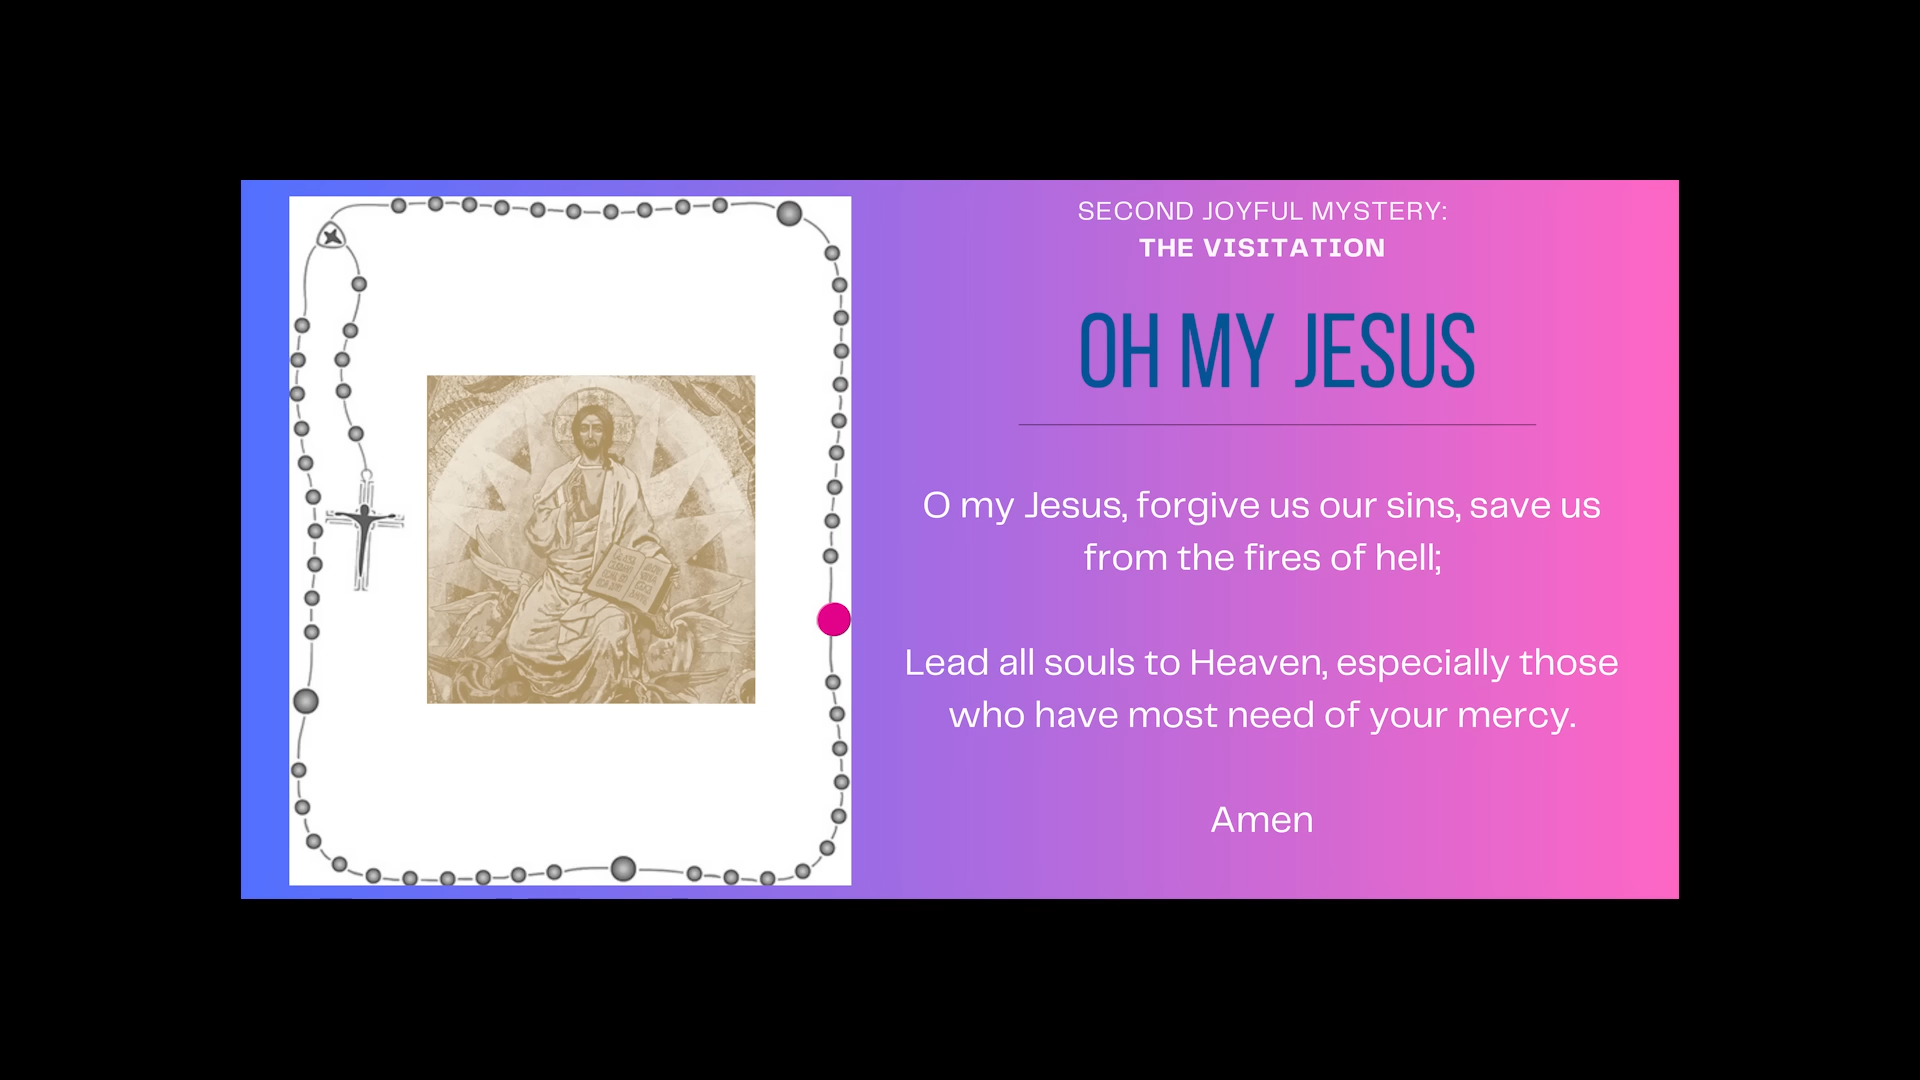 SECOND JOYFUL MYSTERY:
THE VISITATION
OH MY JESUS
O my Jesus, forgive us our sins, save us
from the fires of hell;
Lead all souls to Heaven, especially those
who have most need of your mercy.
Amen